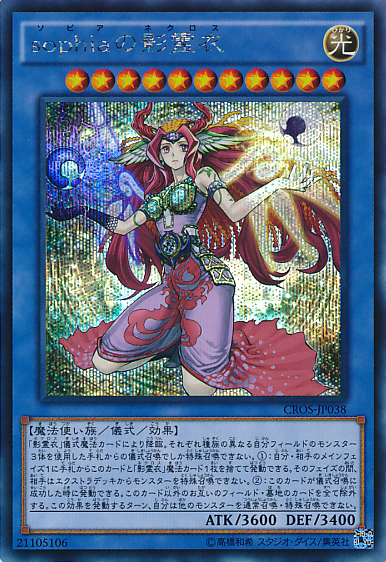 ソピア ネクロス
sophiaの影霊衣
ひかり
光
CROS-JP038
【魔法使い族／儀式／効果】
「影霊衣」儀式魔法カードにより降臨。それぞれ種族の異なる自分フィールドのモンスター
３体を使用した手札からの儀式召喚でしか特殊召喚できない。①：自分・相手のメインフ
ェイズ１に手札からこのカードと「影霊衣」魔法カード１枚を捨てて発動できる。そのフェイズの間、
相手はエクストラデッキからモンスターを特殊召喚できない。②：このカードが儀式召喚に
成功した時に発動できる。このカード以外のお互いのフィールド・墓地のカードを全て除外
する。この効果を発動するターン、自分は他のモンスターを通常召喚・特殊召喚できない。
ATK/3600 DEF/3400
21105106
©高橋和希 スタジオ・ダイス/集英社